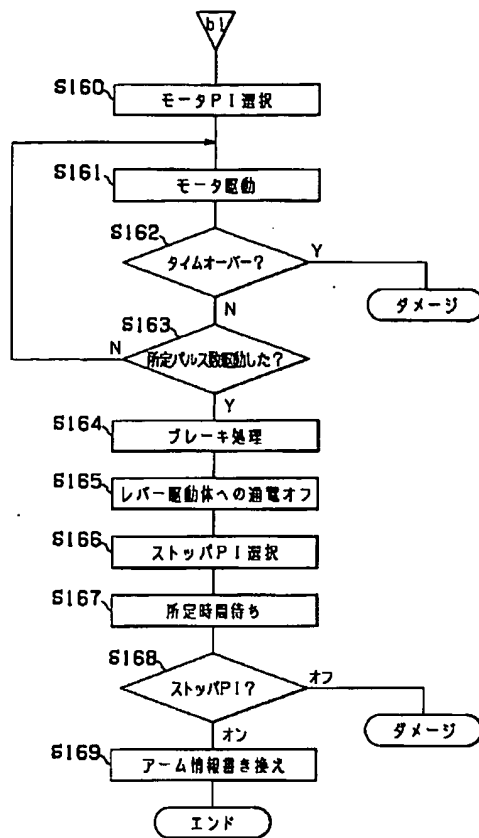 b1
S160
モータPI選択
S161
モータ駆動
S162
タイムオーバー?
Y
ダメージ
N
S163
所定パルス数駆動した?
N
Y
S164
ブレーキ処理
S165
レバー駆動体への通電オフ
S166
ストッパPI選択
S167
所定時間待ち
S168
ストッパPI?
オフ
ダメージ
オン
S169
アーム情報書き換え
エンド